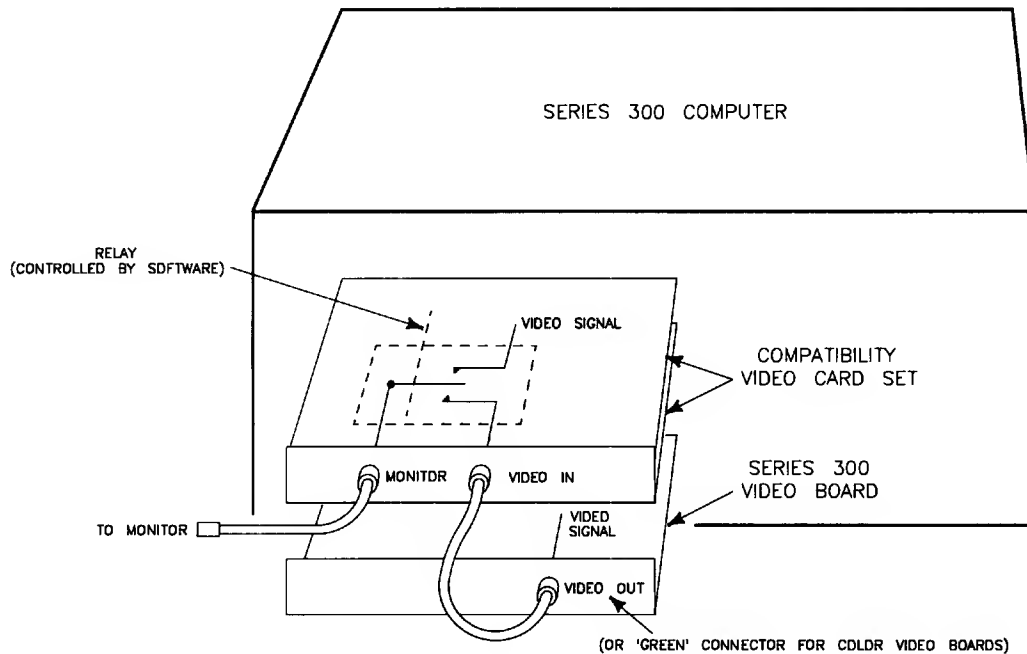 SERIES 300 COMPUTER
RELAY
(CONTROLLED BY SDFTWARE)
VIDEO SIGNAL
COMPATIBILITY
VIDEO CARD SET
MONITDR
VIDEO IN
SERIES 300
VIDEO BOARD
TO MONITOR
VIDED
SIGNAL
VIDEO OUT
(OR 'GREEN' CONNECTOR FOR CDLDR VIDEO BOARDS)